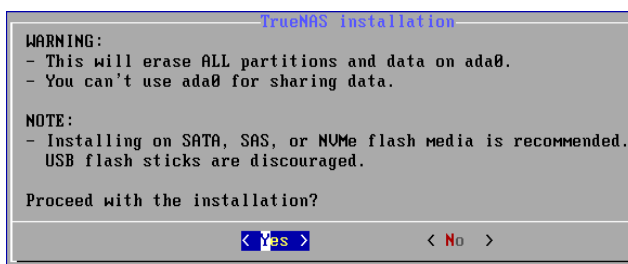 TrueNAS installation
WARNING:
- This will erase ALL partitions and data on ada0.
- You can't use ada0 for sharing data.
NOTE:
- Installing on SATA, SAS, or NVMe flash media is recommended.
USB flash sticks are discouraged.
Proceed with the installation?
< Yes > < No >